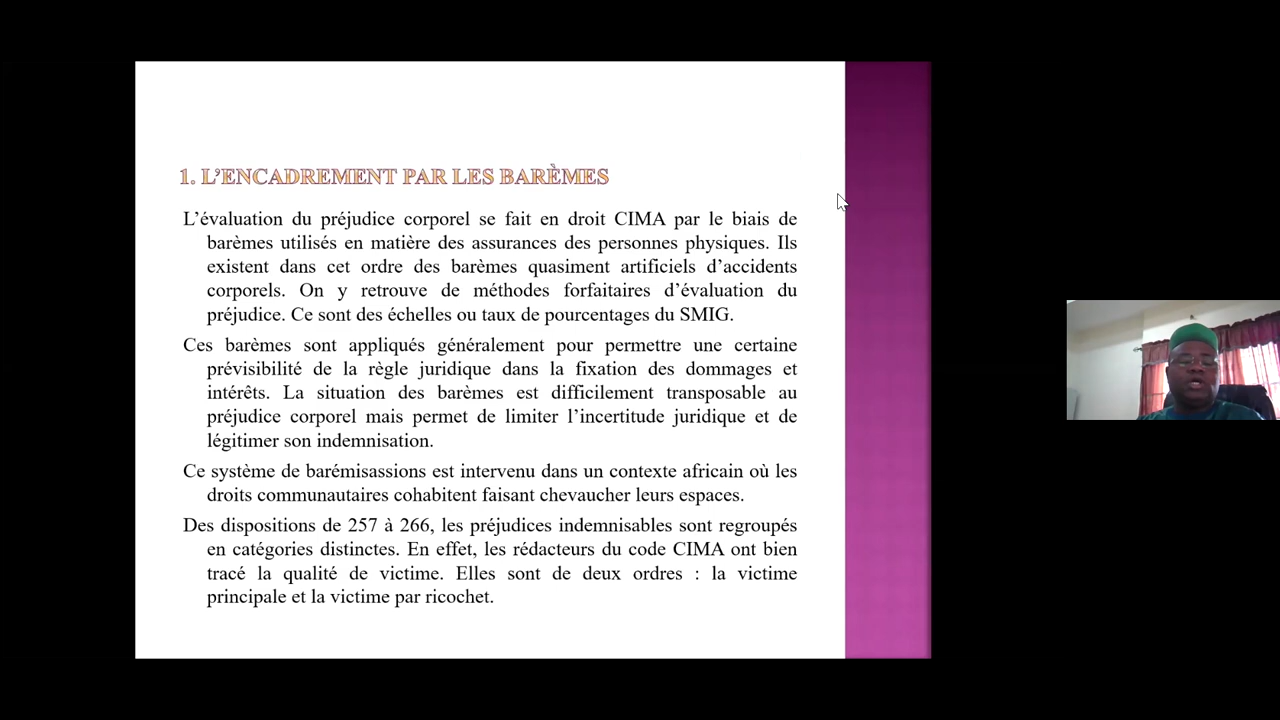 1. L’ENCADREMENT PAR LES BARÈMES
L’évaluation du préjudice corporel se fait en droit CIMA par le biais de
barèmes utilisés en matière des assurances des personnes physiques. Ils
existent dans cet ordre des barèmes quasiment artificiels d’accidents
corporels. On y retrouve de méthodes forfaitaires d’évaluation du
préjudice. Ce sont des échelles ou taux de pourcentages du SMIG.
Ces barèmes sont appliqués généralement pour permettre une certaine
prévisibilité de la règle juridique dans la fixation des dommages et
intérêts. La situation des barèmes est difficilement transposable au
préjudice corporel mais permet de limiter l’incertitude juridique et de
légitimer son indemnisation.
Ce système de barémisassions est intervenu dans un contexte africain où les
droits communautaires cohabitent faisant chevaucher leurs espaces.
Des dispositions de 257 à 266, les préjudices indemnisables sont regroupés
en catégories distinctes. En effet, les rédacteurs du code CIMA ont bien
tracé la qualité de victime. Elles sont de deux ordres : la victime
principale et la victime par ricochet.